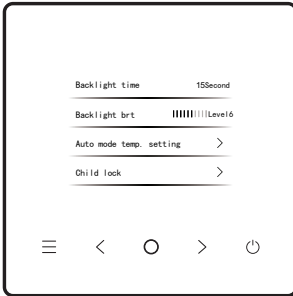 Backlight time 15Second
Backlight brt Level6
Auto mode temp. setting
Child lock